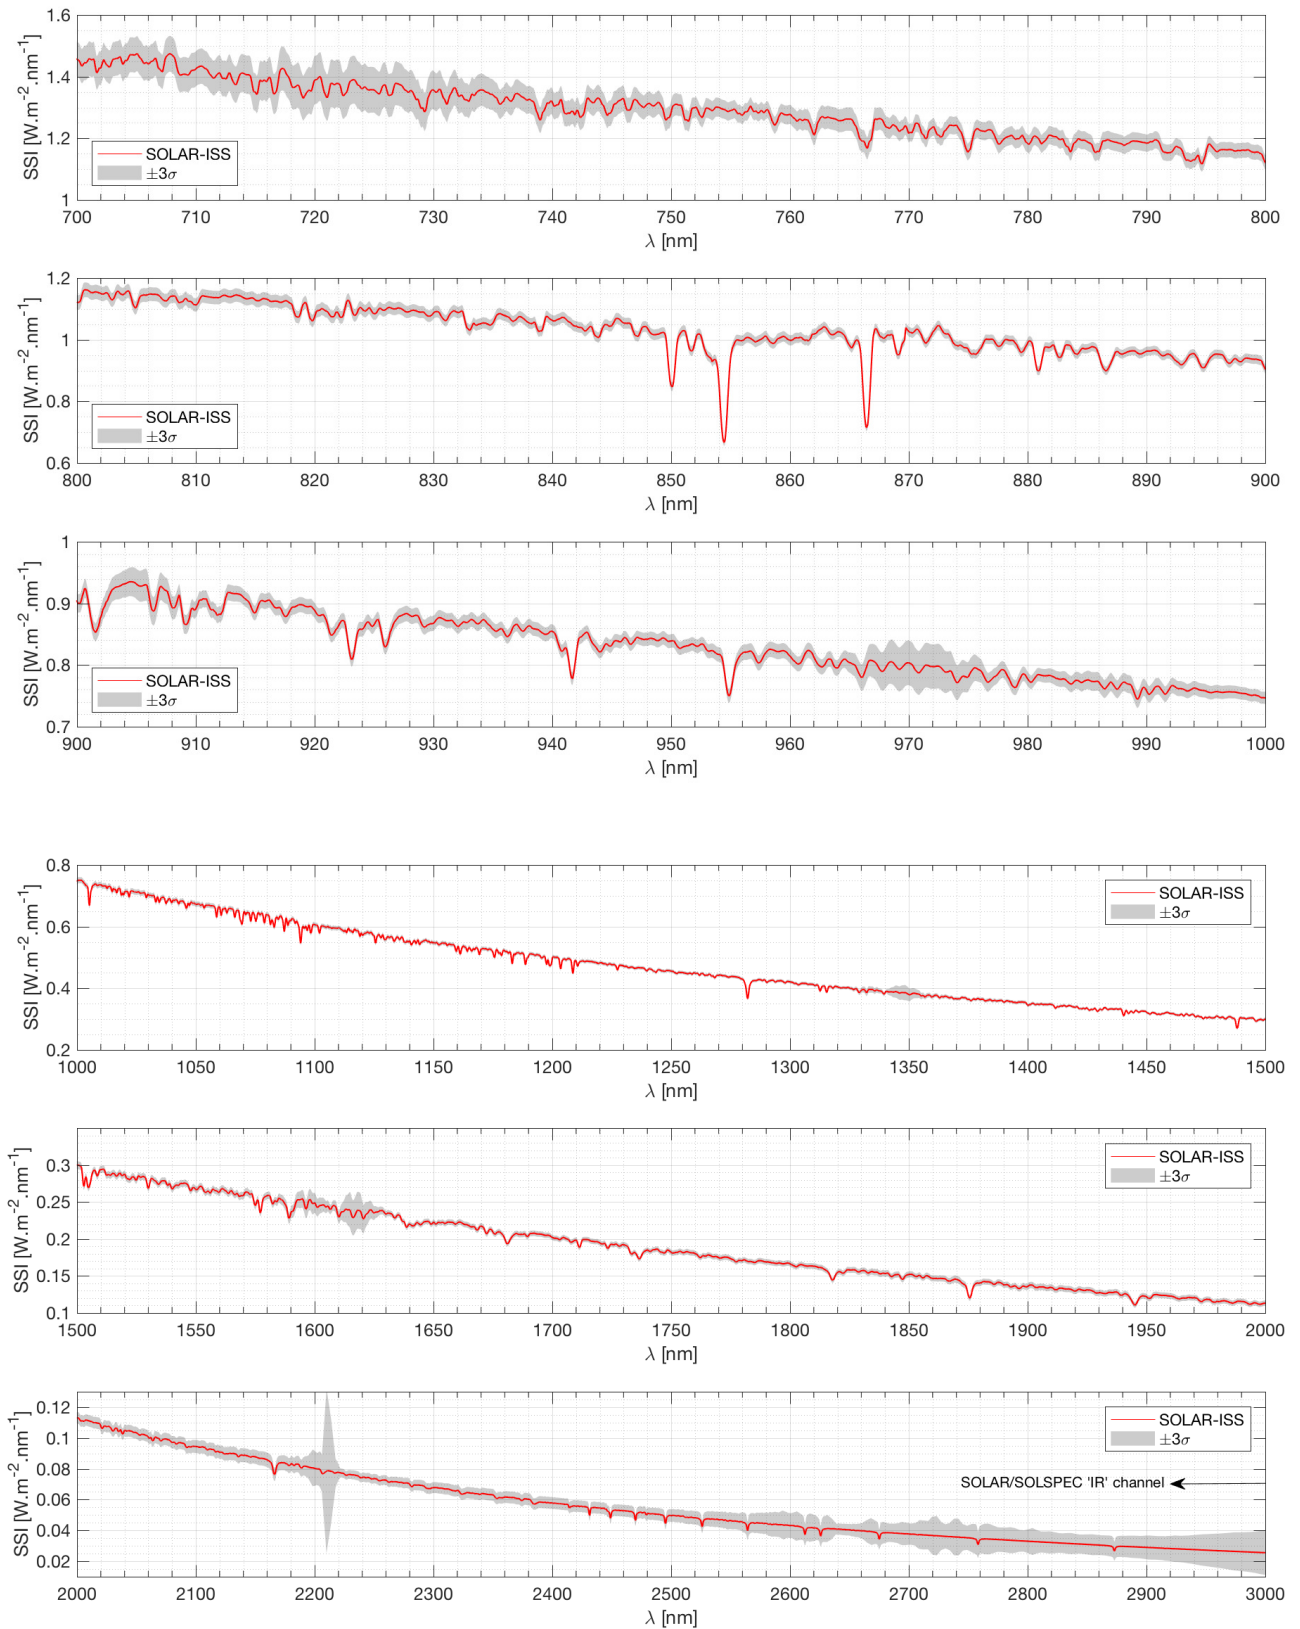 1.6
1.4
1.2
1
SSI [W.m-2.nm-1]
SOLAR-ISS
±3σ
700 710 720 730 740 750 760 770 780 790 800
λ [nm]
1.2
1
0.8
0.6
SSI [W.m-2.nm-1]
SOLAR-ISS
±3σ
800 810 820 830 840 850 860 870 880 890 900
λ [nm]
1
0.9
0.8
0.7
SSI [W.m-2.nm-1]
SOLAR-ISS
±3σ
900 910 920 930 940 950 960 970 980 990 1000
λ [nm]
0.8
0.6
0.4
0.2
SSI [W.m-2.nm-1]
SOLAR-ISS
±3σ
1000 1050 1100 1150 1200 1250 1300 1350 1400 1450 1500
λ [nm]
0.3
0.25
0.2
0.15
0.1
SSI [W.m-2.nm-1]
SOLAR-ISS
±3σ
1500 1550 1600 1650 1700 1750 1800 1850 1900 1950 2000
λ [nm]
0.12
0.1
0.08
0.06
0.04
0.02
SSI [W.m-2.nm-1]
SOLAR-ISS
±3σ
SOLAR/SOLSPEC 'IR' channel
2000 2100 2200 2300 2400 2500 2600 2700 2800 2900 3000
λ [nm]